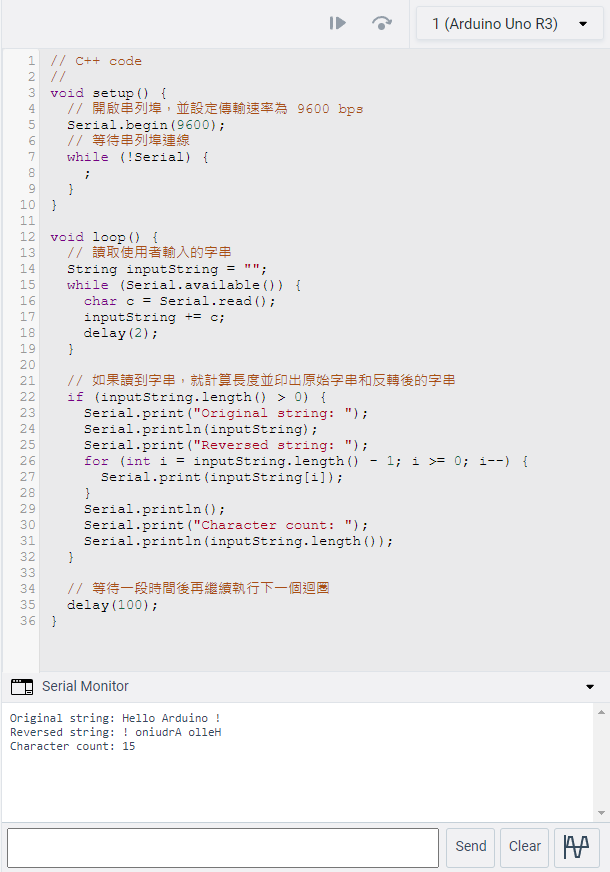 1 (Arduino Uno R3)
1 // C++ code
2 //
3 void setup() {
4   // 開啟串列埠，並設定傳輸速率為 9600 bps
5   Serial.begin(9600);
6   // 等待串列埠連線
7   while (!Serial) {
8     ;
9   }
10 }
11
12 void loop() {
13   // 讀取使用者輸入的字串
14   String inputString = "";
15   while (Serial.available()) {
16     char c = Serial.read();
17     inputString += c;
18     delay(2);
19   }
20
21   // 如果讀到字串，就計算長度並印出原始字串和反轉後的字串
22   if (inputString.length() > 0) {
23     Serial.print("Original string: ");
24     Serial.println(inputString);
25     Serial.print("Reversed string: ");
26     for (int i = inputString.length() - 1; i >= 0; i--) {
27       Serial.print(inputString[i]);
28     }
29     Serial.println();
30     Serial.print("Character count: ");
31     Serial.println(inputString.length());
32   }
33
34   // 等待一段時間後再繼續執行下一個迴圈
35   delay(100);
36 }
Serial Monitor
Original string: Hello Arduino !
Reversed string: ! oniudrA olleH
Character count: 15
Send Clear